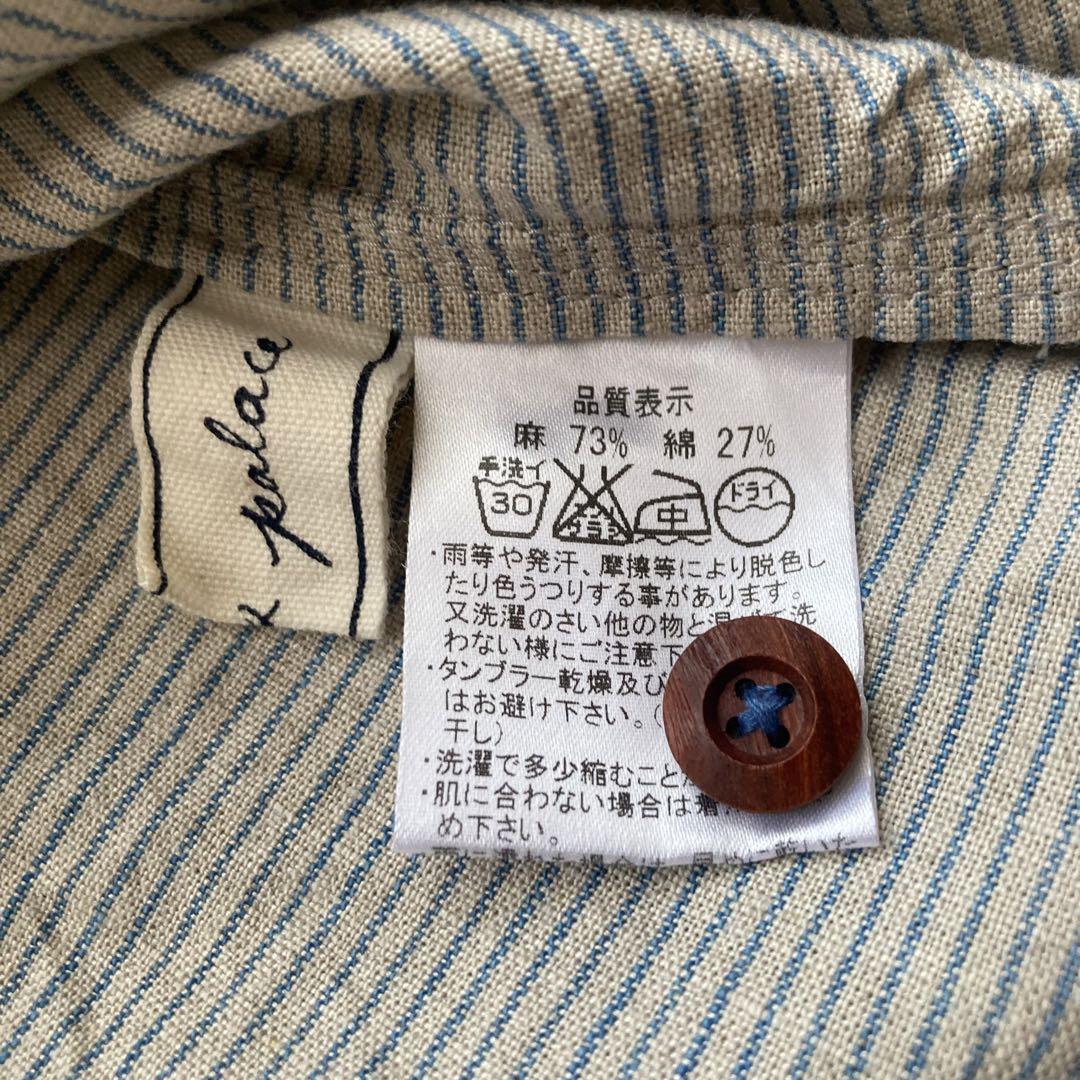 palace
品質表示
麻 73% 綿 27%
手洗イ
30
中
ドライ
・雨等や発汗、摩擦等により脱色し
たり色うつりする事があります。
又洗濯のさい他の物と混
わない様にご注意下
・タンブラー乾燥及び
はお避け下さい。(
干し)
・洗濯で多少縮むこと
・肌に合わない場合は着
め下さい。